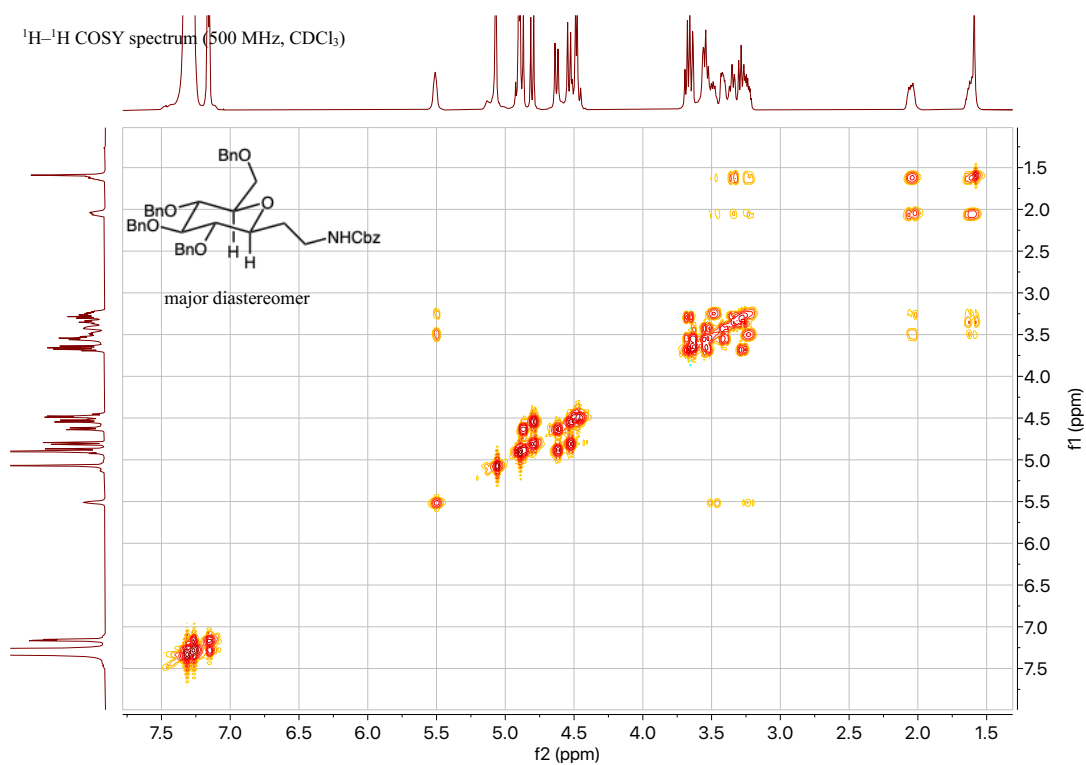 ¹H–¹H COSY spectrum (500 MHz, CDCl₃)
BnO
BnO
O
BnO
NHCbz
BnO
H
H
major diastereomer
1.5
2.0
2.5
3.0
3.5
4.0
4.5
5.0
5.5
6.0
6.5
7.0
7.5
f1 (ppm)
7.5 7.0 6.5 6.0 5.5 5.0 4.5 4.0 3.5 3.0 2.5 2.0 1.5
f2 (ppm)